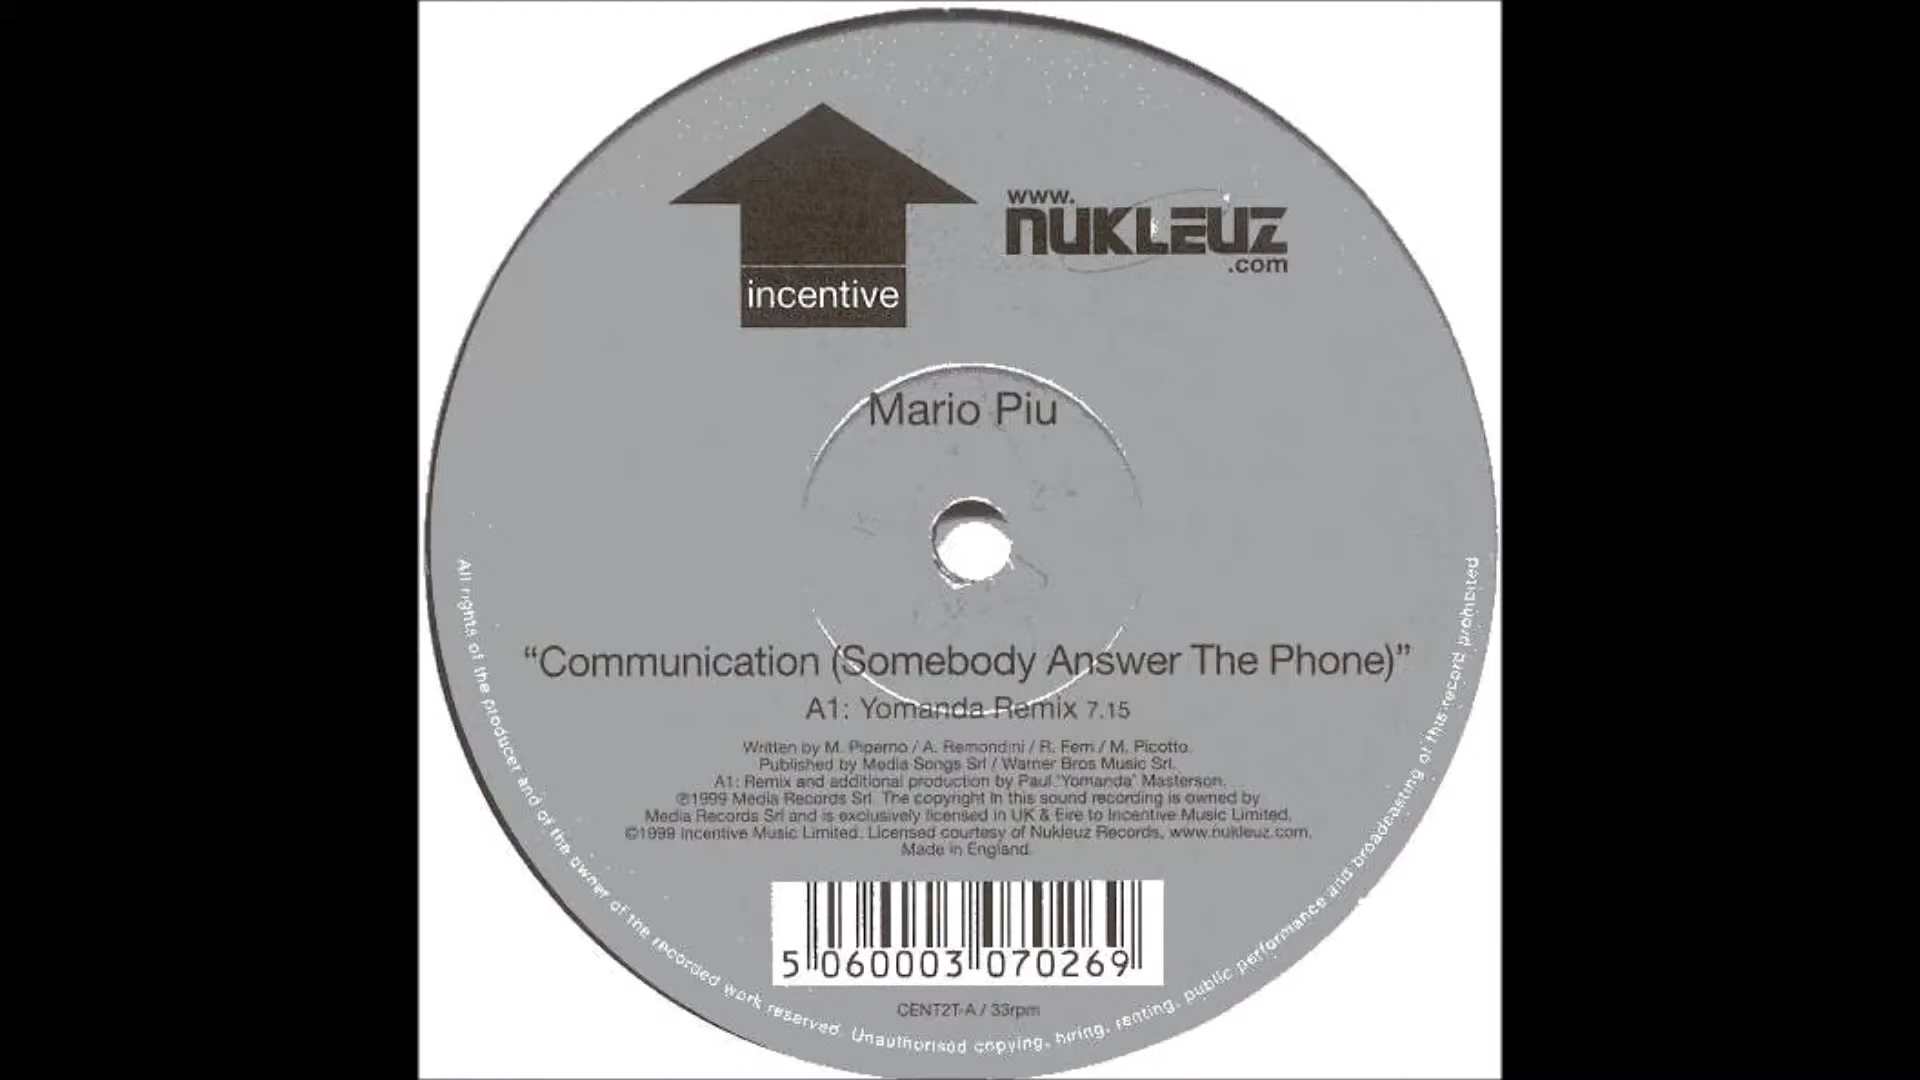 www.
NUKLEUZ
.com
incentive
Mario Piu
“Communication (Somebody Answer The Phone)”
A1: Yomanda Remix 7.15
Written by M. Piperno / A. Remondini / R. Ferri / M. Picotto.
Published by Media Songs Srl / Warner Bros Music Srl.
A1: Remix and additional production by Paul 'Yomanda' Masterson.
℗1999 Media Records Srl. The copyright in this sound recording is owned by
Media Records Srl and is exclusively licensed in UK & Eire to Incentive Music Limited.
©1999 Incentive Music Limited. Licensed courtesy of Nukleuz Records, www.nukleuz.com.
Made in England.
5 060003 070269
CENT2T-A / 33rpm
All rights of the producer and of the owner of the recorded work reserved. Unauthorised copying, hiring, renting, public performance and broadcasting of this record prohibited